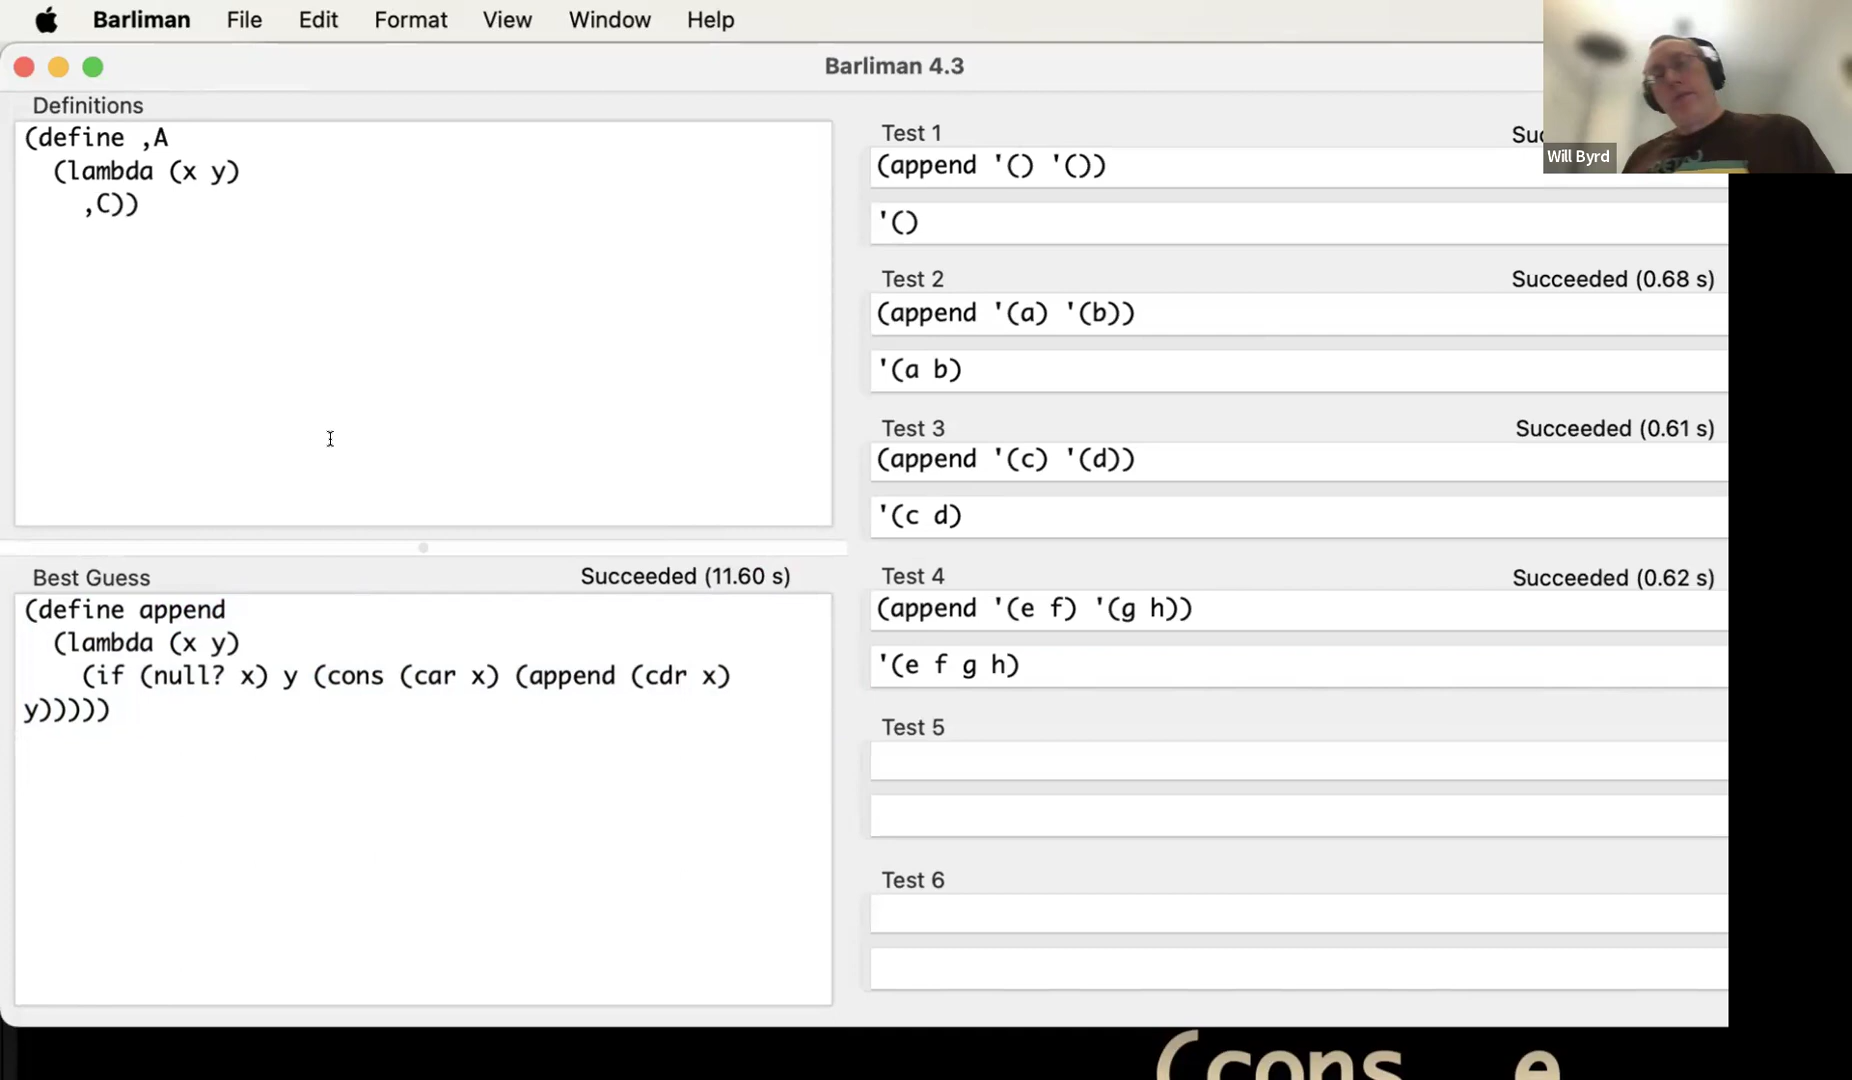 Barliman File Edit Format View Window Help
Barliman 4.3
Will Byrd
Definitions
(define ,A
(lambda (x y)
,C))
Best Guess Succeeded (11.60 s)
(define append
(lambda (x y)
(if (null? x) y (cons (car x) (append (cdr x)
y)))))
Test 1
(append '() '())
'()
Test 2 Succeeded (0.68 s)
(append '(a) '(b))
'(a b)
Test 3 Succeeded (0.61 s)
(append '(c) '(d))
'(c d)
Test 4 Succeeded (0.62 s)
(append '(e f) '(g h))
'(e f g h)
Test 5
Test 6
(cons e